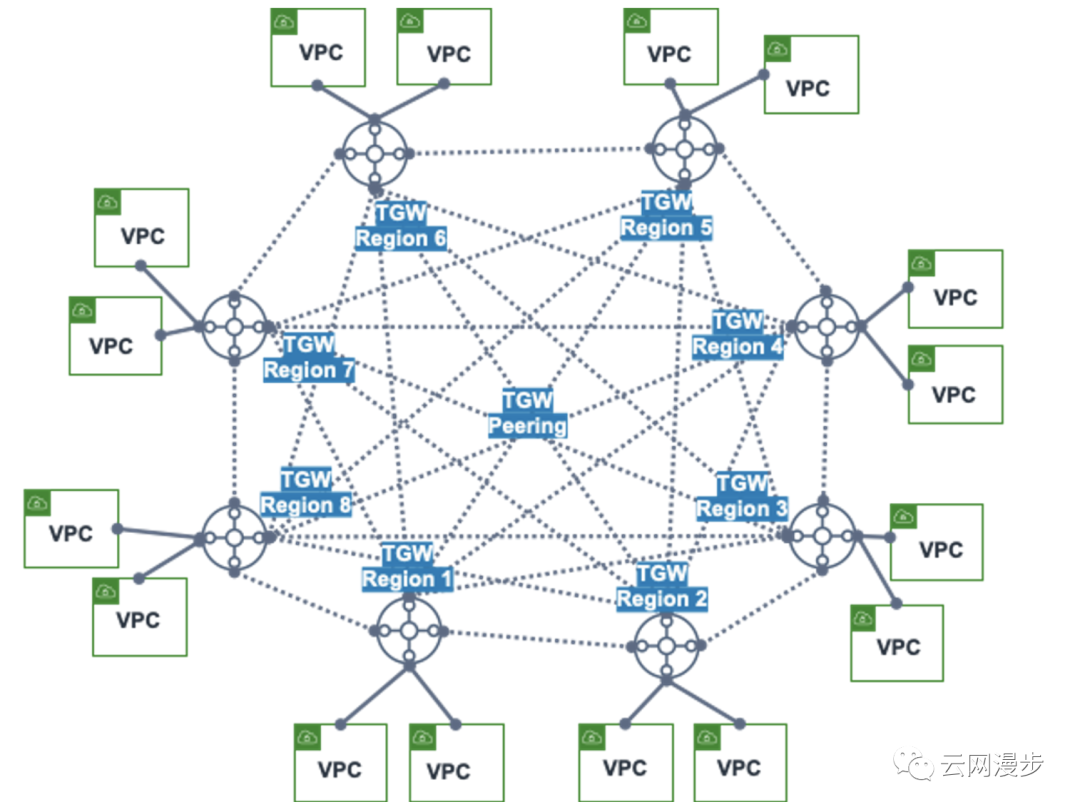 VPC
VPC
VPC
VPC
TGW
Region 6
TGW
Region 5
VPC
VPC
VPC
VPC
TGW
Region 7
TGW
Region 4
TGW
Peering
TGW
Region 8
TGW
Region 3
VPC
VPC
VPC
VPC
TGW
Region 1
TGW
Region 2
VPC
VPC
VPC
VPC
云网漫步